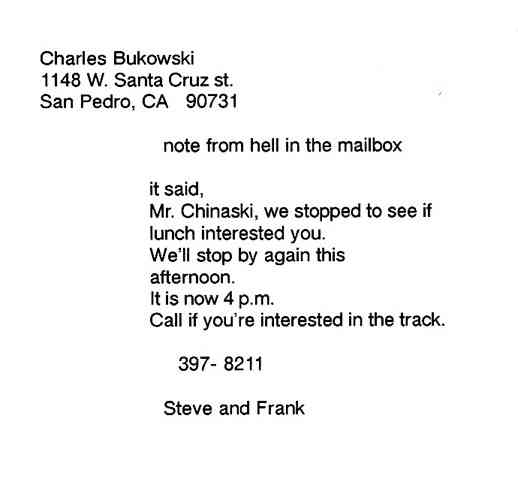 Charles Bukowski
1148 W. Santa Cruz st.
San Pedro, CA 90731
note from hell in the mailbox
it said,
Mr. Chinaski, we stopped to see if
lunch interested you.
We'll stop by again this
afternoon.
It is now 4 p.m.
Call if you're interested in the track.
397- 8211
Steve and Frank